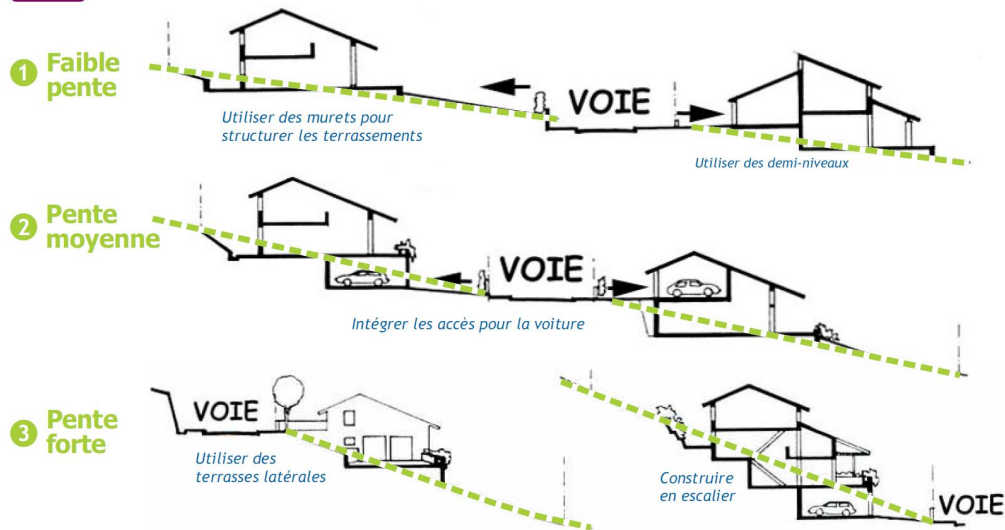 1 Faible
pente
VOIE
Utiliser des murets pour
structurer les terrassements
Utiliser des demi-niveaux
2 Pente
moyenne
VOIE
Intégrer les accès pour la voiture
3 Pente
forte
VOIE
Utiliser des
terrasses latérales
Construire
en escalier
VOIE